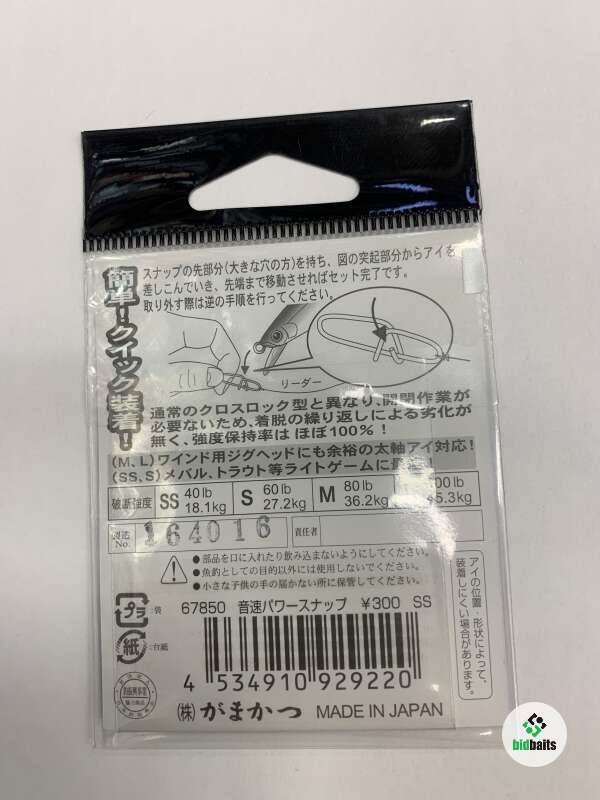 スナップの先部分(大きな穴の方)を持ち、図の突起部分からアイを
差しこんでいき、先端まで移動させればセット完了です。
取り外す際は逆の手順を行ってください。
簡単!クイック装着!
リーダー
通常のクロスロック型と異なり、開閉作業が
必要ないため、着脱の繰り返しによる劣化が
無く、強度保持率は ほぼ100%!
(M、L)ワインド用ジグヘッドにも余裕の太軸アイ対応!
(SS、S)メバル、トラウト等ライトゲームに最適!
破断強度 SS 40 lb 18.1kg S 60 lb 27.2kg M 80 lb 36.2kg 00 lb 5.3kg
製造 No. 164016 責任者
●部品を口に入れたり飲み込まないようにしてください。
●魚釣としての目的以外には使用しないでください。
●小さな子供の手の届かない所に保管してください。
アイの位置・形状によって、
装着しにくい場合があります。
プラ :袋
紙 :台紙
67850 音速パワースナップ ¥300 SS
4 534910 929220
(株) がまかつ MADE IN JAPAN
bidbaits